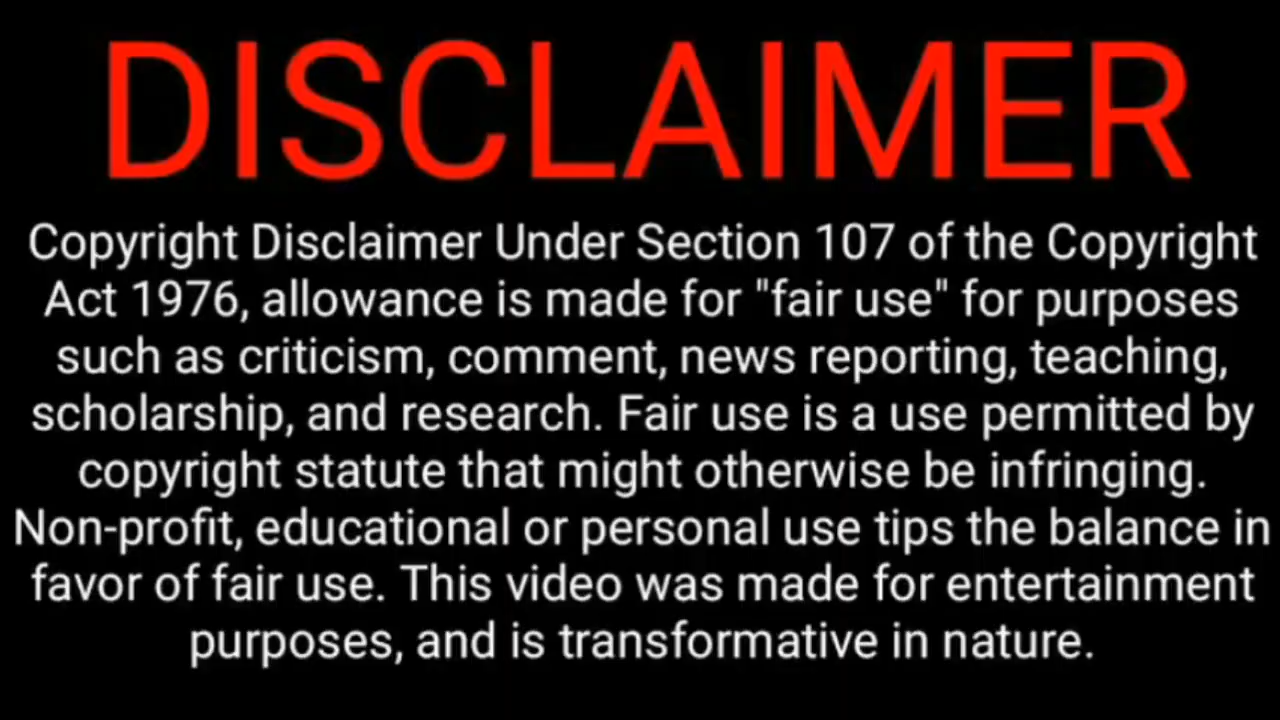 DISCLAIMER
Copyright Disclaimer Under Section 107 of the Copyright
Act 1976, allowance is made for "fair use" for purposes
such as criticism, comment, news reporting, teaching,
scholarship, and research. Fair use is a use permitted by
copyright statute that might otherwise be infringing.
Non-profit, educational or personal use tips the balance in
favor of fair use. This video was made for entertainment
purposes, and is transformative in nature.